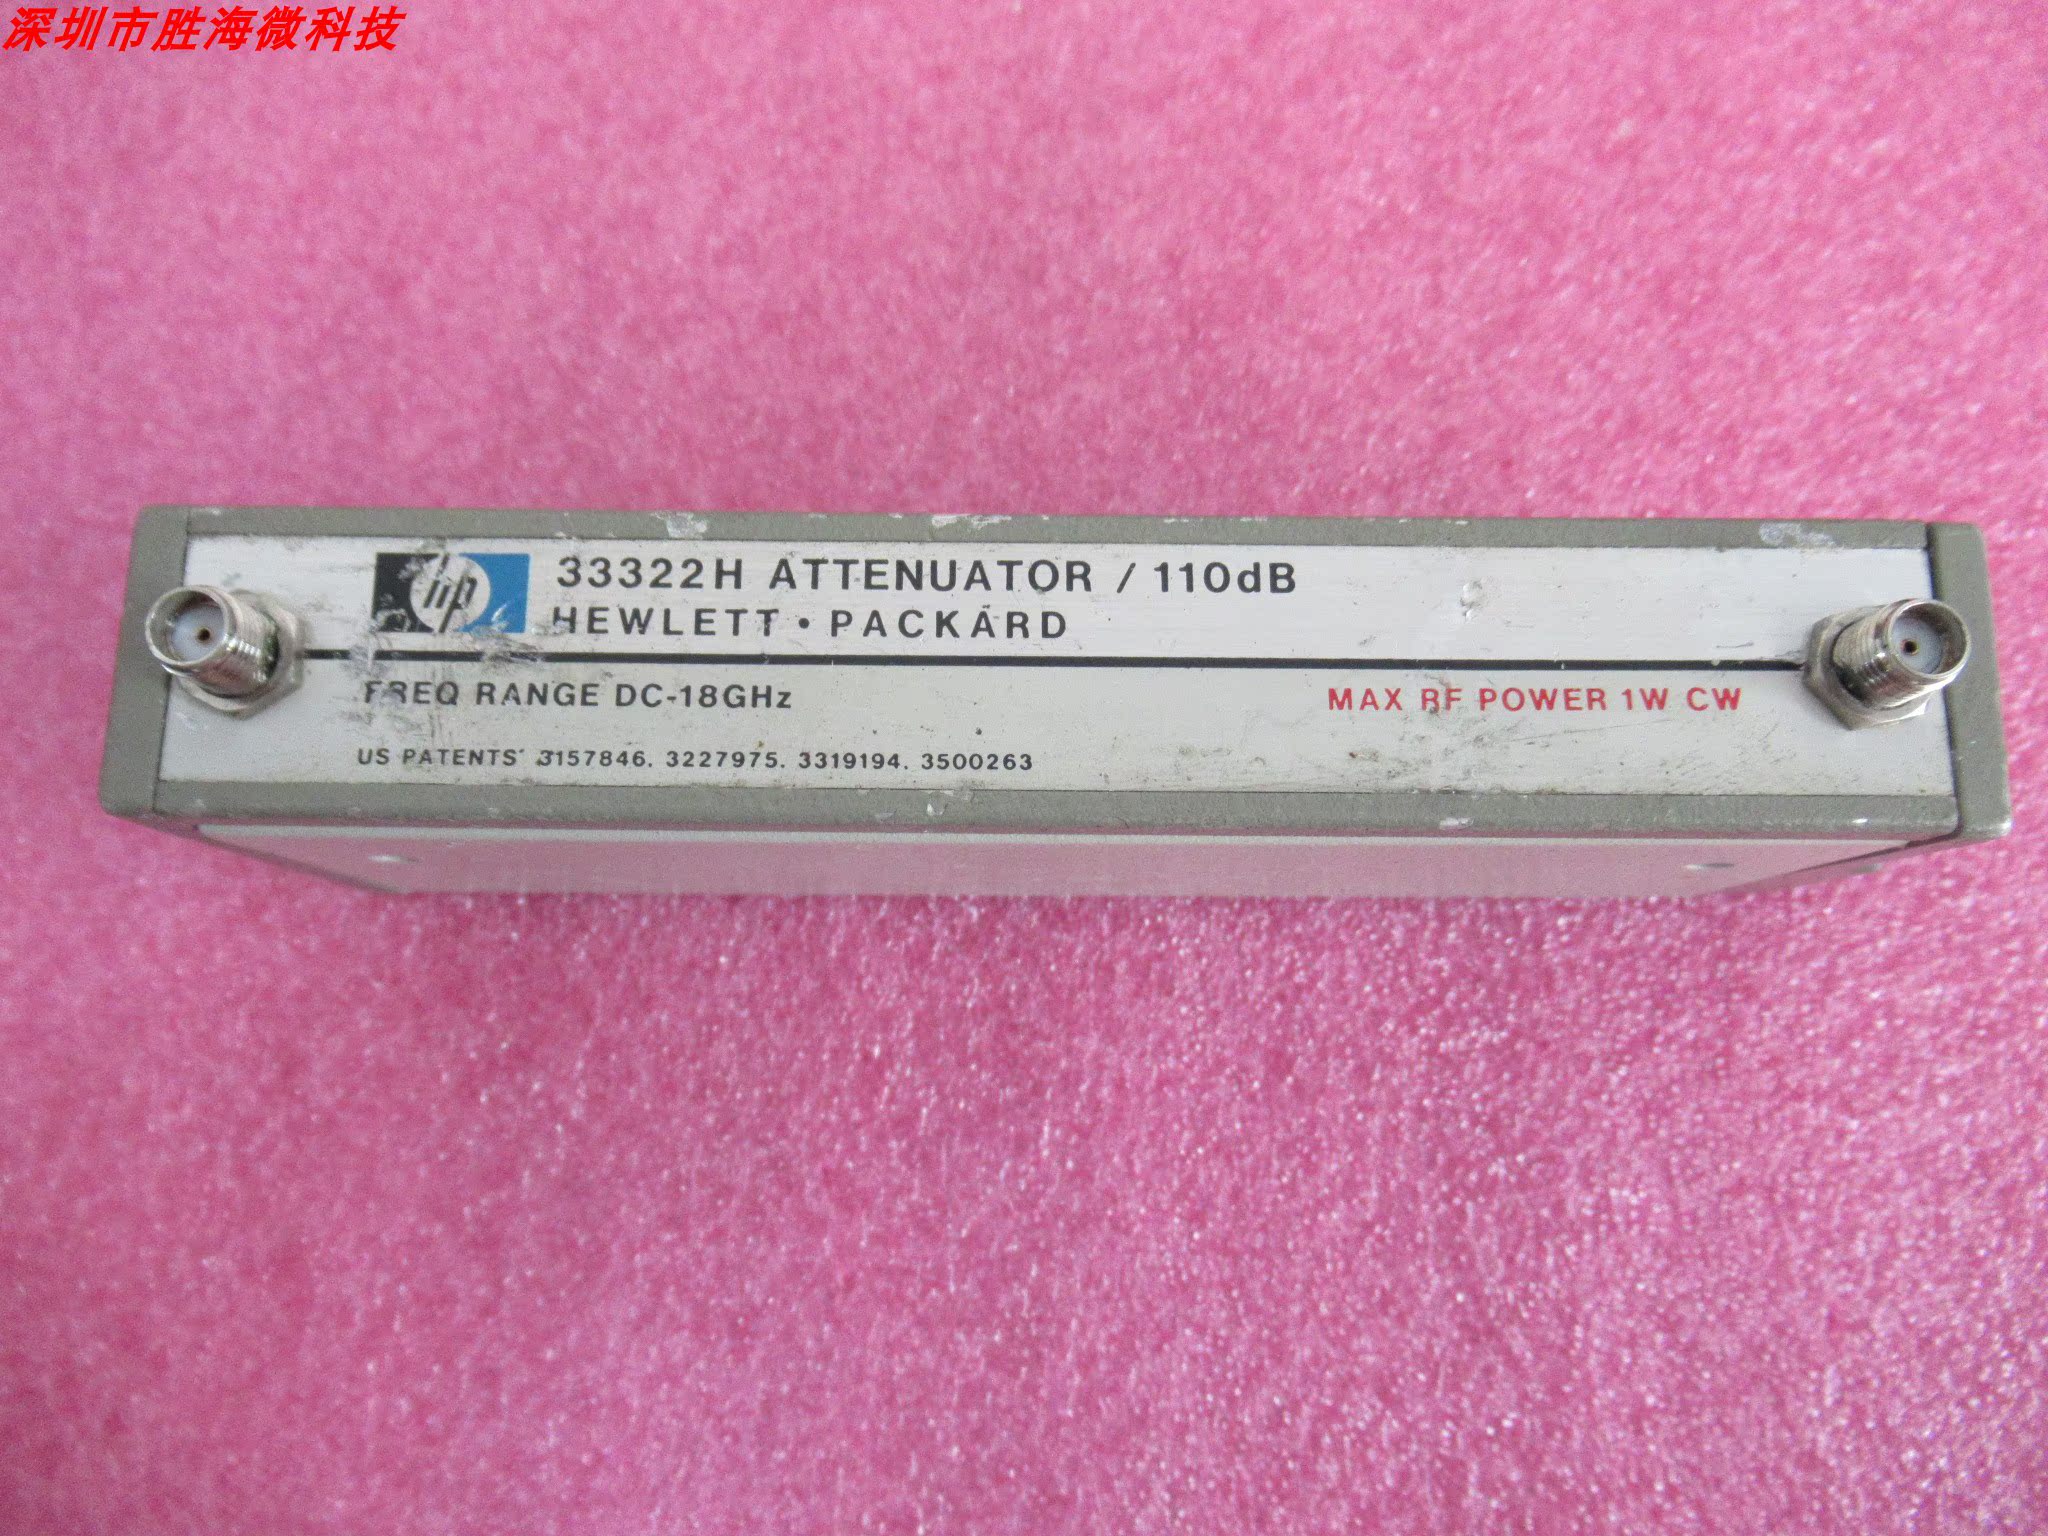 深圳市胜海微科技
hp
33322H ATTENUATOR / 110dB
HEWLETT • PACKARD
FREQ RANGE DC-18GHz
MAX RF POWER 1W CW
US PATENTS 3157846. 3227975. 3319194. 3500263